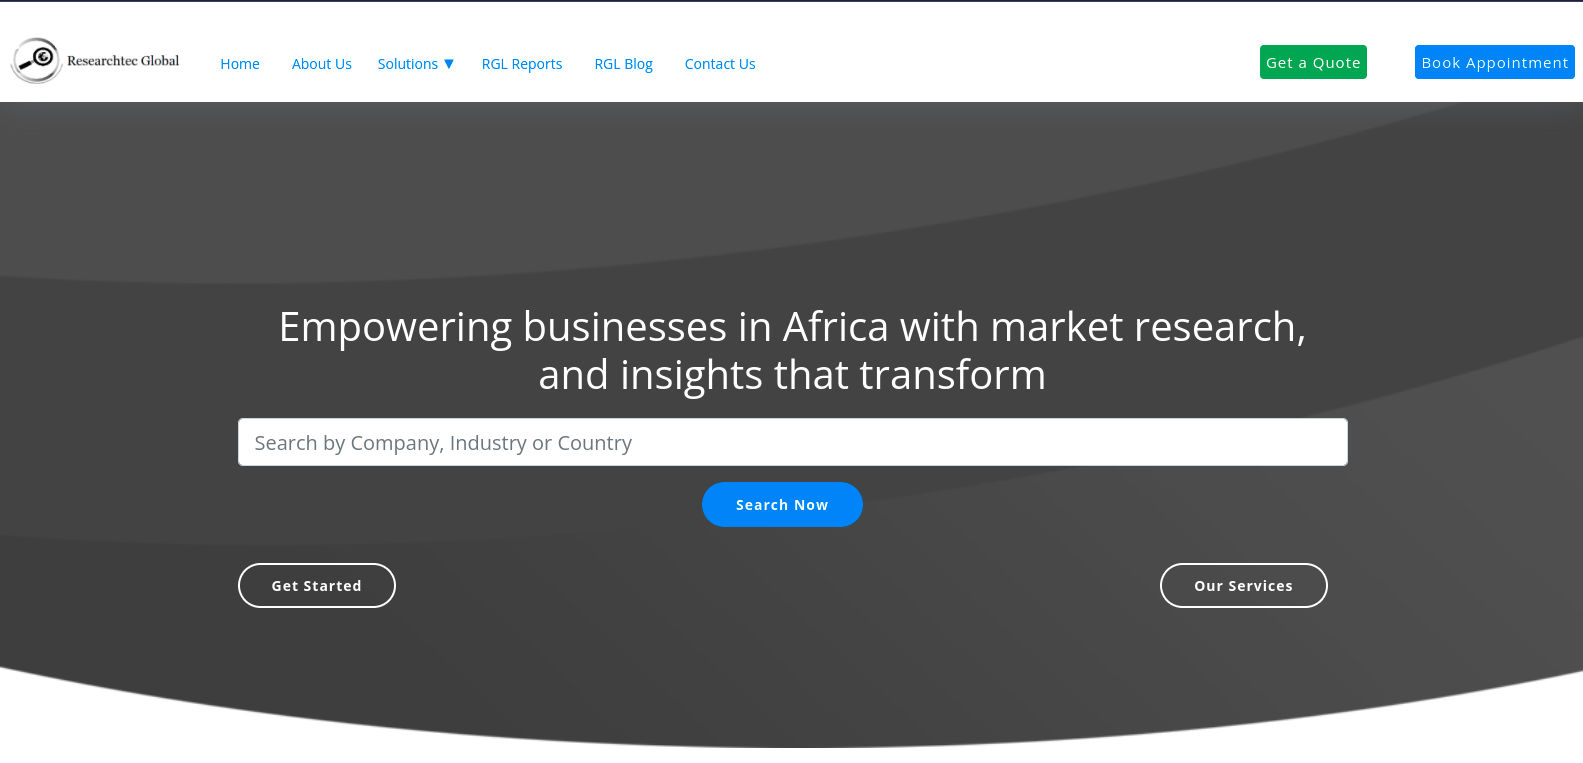 Researchtec Global
Home About Us Solutions ▼ RGL Reports RGL Blog Contact Us
Get a Quote Book Appointment
Empowering businesses in Africa with market research,
and insights that transform
Search by Company, Industry or Country
Search Now
Get Started Our Services